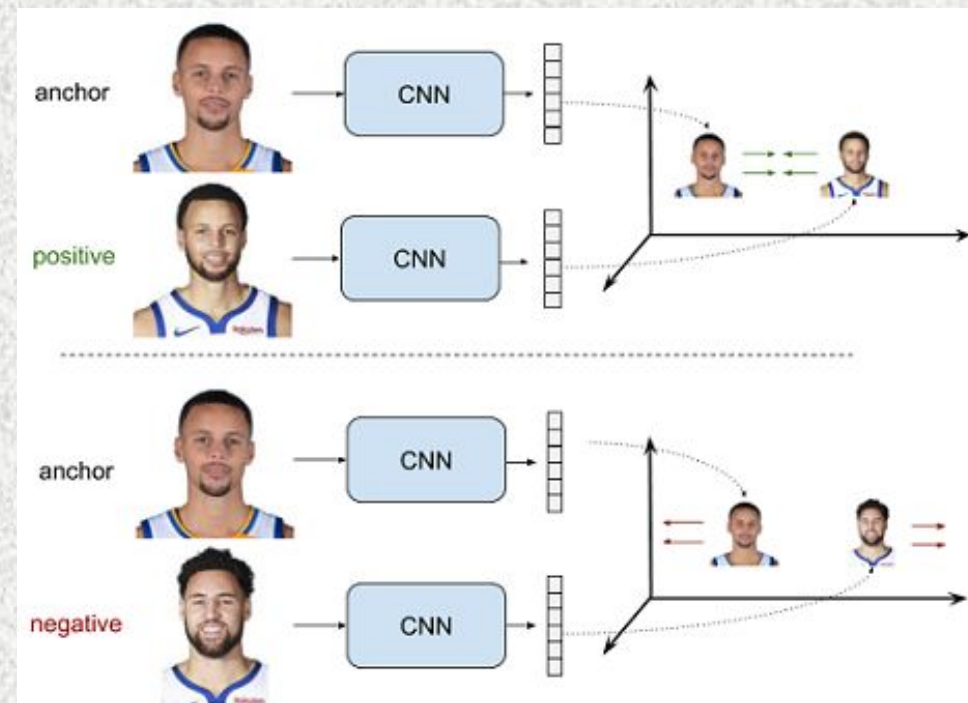 anchor
CNN
positive
CNN
anchor
CNN
negative
CNN